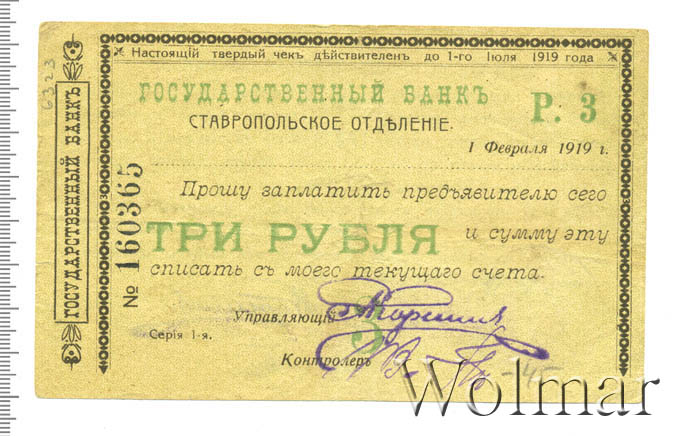 Настоящій твердый чекъ дѣйствителенъ до 1-го Іюля 1919 года
ГОСУДАРСТВЕННЫЙ БАНКЪ
Р. 3
СТАВРОПОЛЬСКОЕ ОТДѢЛЕНІЕ.
1 Февраля 1919 г.
Прошу заплатить предъявителю сего
ТРИ РУБЛЯ и сумму эту
списать съ моего текущаго счета.
Управляющій
3
Серія 1-я.
Контролеръ
№ 160365
ГОСУДАРСТВЕННЫЙ БАНКЪ
6323
Wolmar